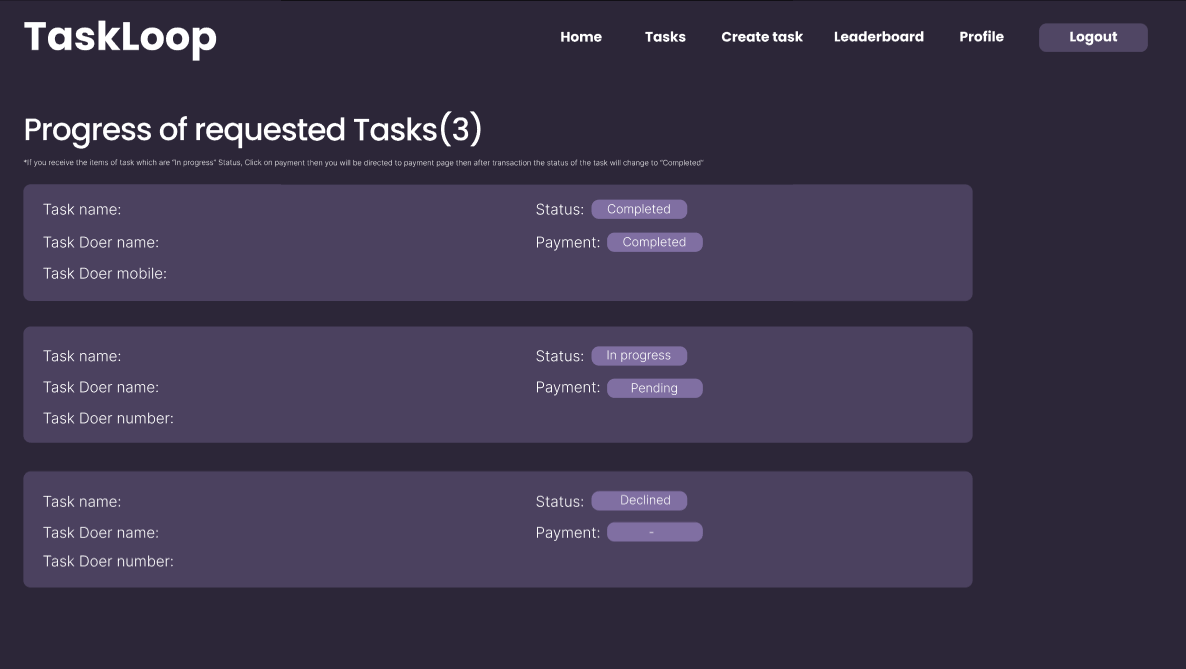 TaskLoop
Home Tasks Create task Leaderboard Profile Logout
Progress of requested Tasks(3)
*If you receive the items of task which are "In progress" Status, Click on payment then you will be directed to payment page then after transaction the status of the task will change to "Completed"
Task name: Status: Completed
Task Doer name: Payment: Completed
Task Doer mobile:
Task name: Status: In progress
Task Doer name: Payment: Pending
Task Doer number:
Task name: Status: Declined
Task Doer name: Payment: -
Task Doer number: